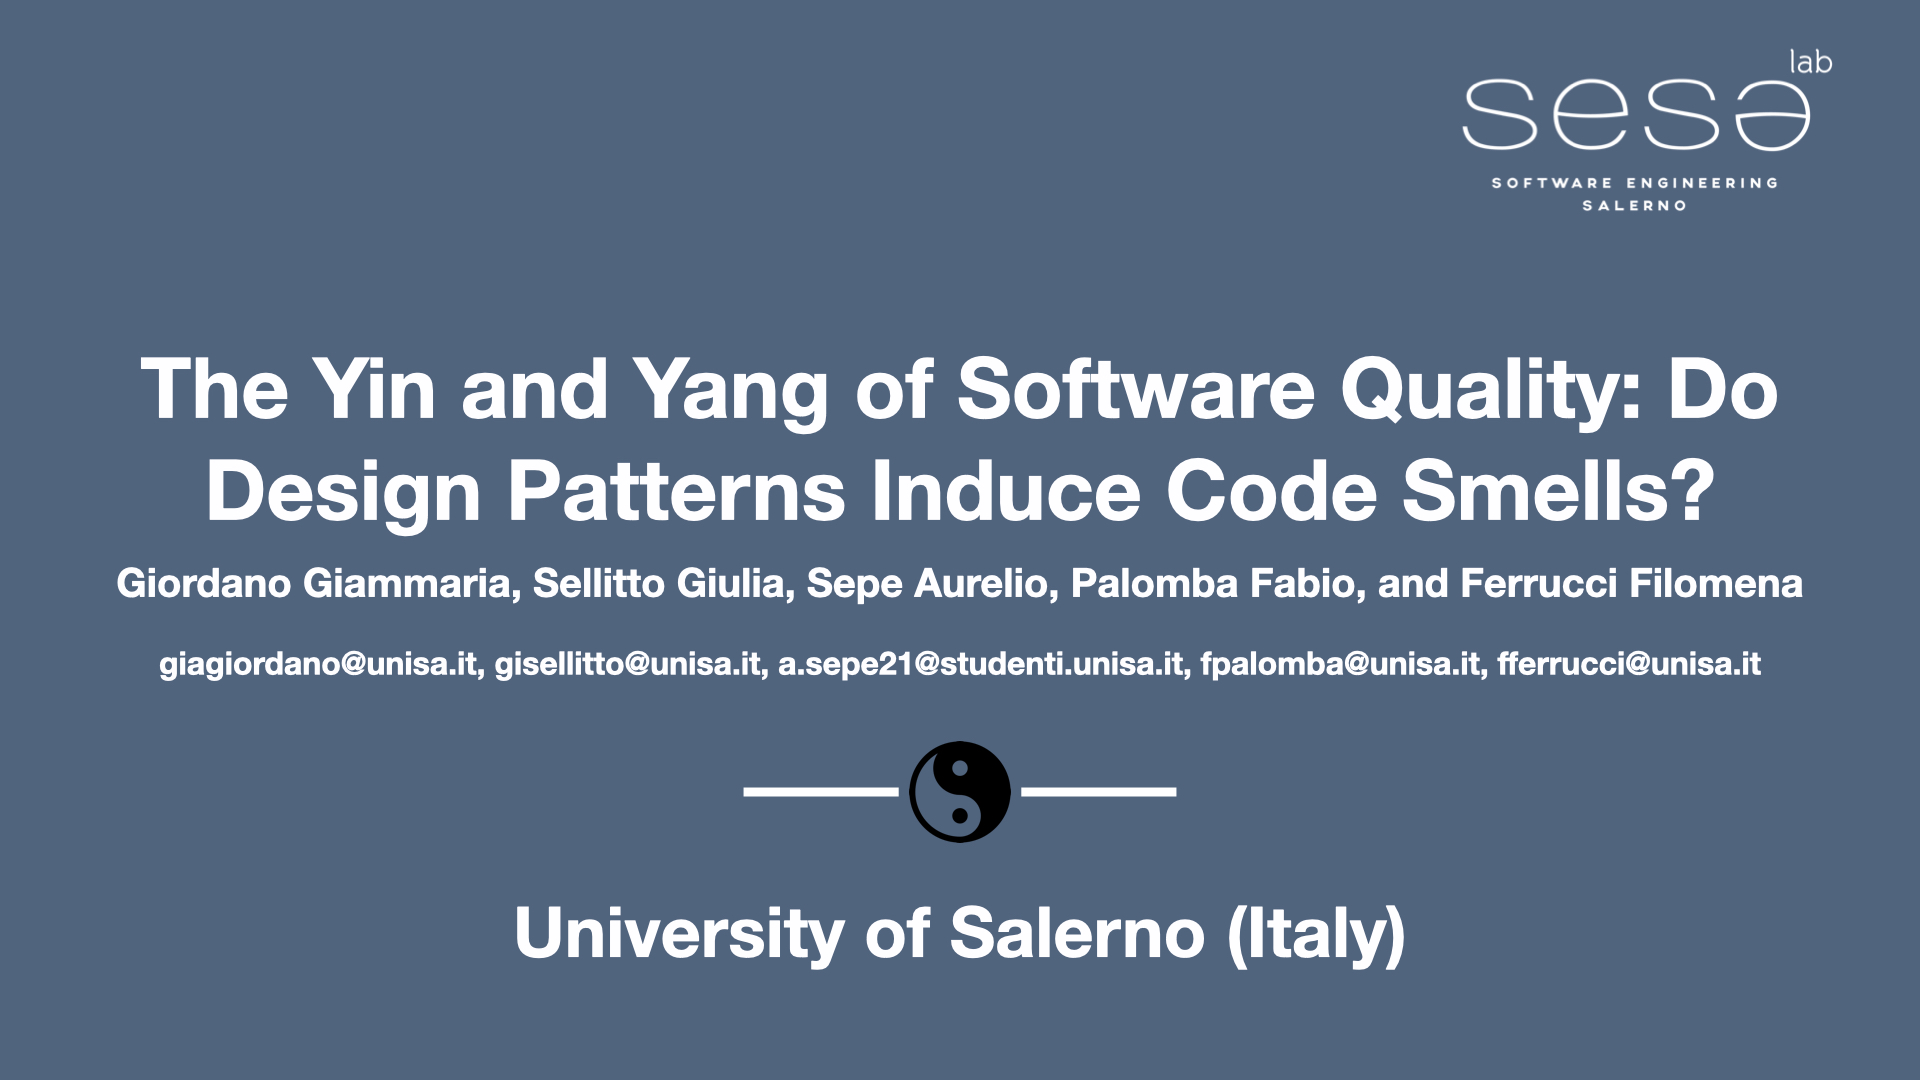 lab
sesə
SOFTWARE ENGINEERING
SALERNO
The Yin and Yang of Software Quality: Do
Design Patterns Induce Code Smells?
Giordano Giammaria, Sellitto Giulia, Sepe Aurelio, Palomba Fabio, and Ferrucci Filomena
giagiordano@unisa.it, gisellitto@unisa.it, a.sepe21@studenti.unisa.it, fpalomba@unisa.it, fferrucci@unisa.it
University of Salerno (Italy)